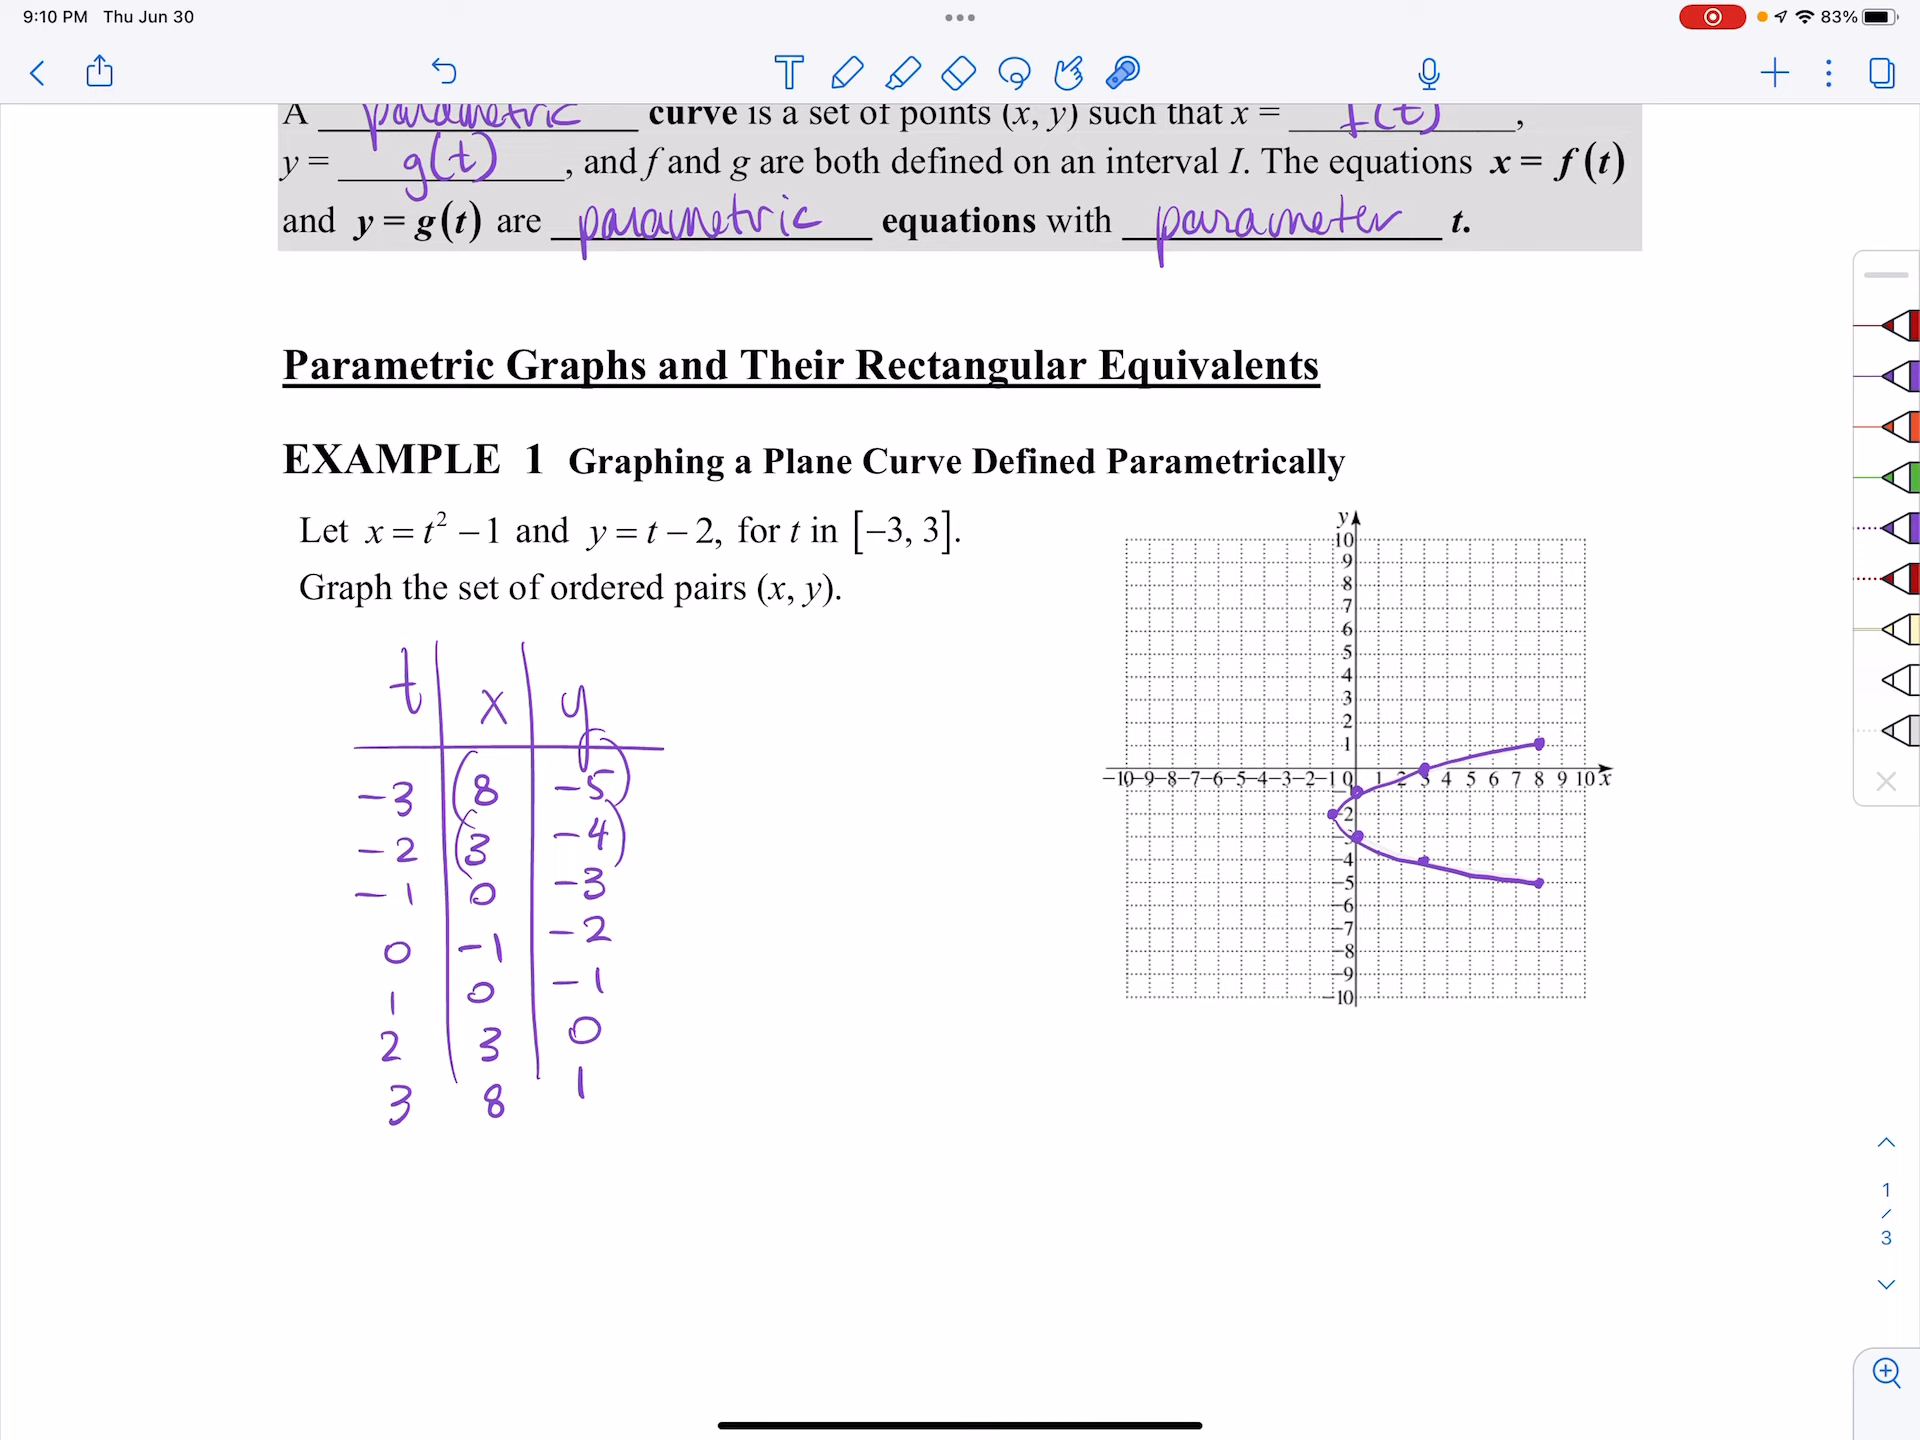 9:10 PM Thu Jun 30
83%
A parametric curve is a set of points (x, y) such that x = f(t),
y = g(t), and f and g are both defined on an interval I. The equations x = f(t)
and y = g(t) are parametric equations with parameter t.
Parametric Graphs and Their Rectangular Equivalents
EXAMPLE 1 Graphing a Plane Curve Defined Parametrically
Let x = t² − 1 and y = t − 2, for t in [−3, 3].
Graph the set of ordered pairs (x, y).
t x y
−3 (8 −5)
−2 (3 −4)
−1 0 −3
0 −1 −2
1 0 −1
2 3 0
3 8 1
y
10
9
8
7
6
5
4
3
2
1
−10 −9 −8 −7 −6 −5 −4 −3 −2 −1 0 1 2 3 4 5 6 7 8 9 10 x
−2
−4
−5
−6
−7
−8
−9
−10
1
/
3